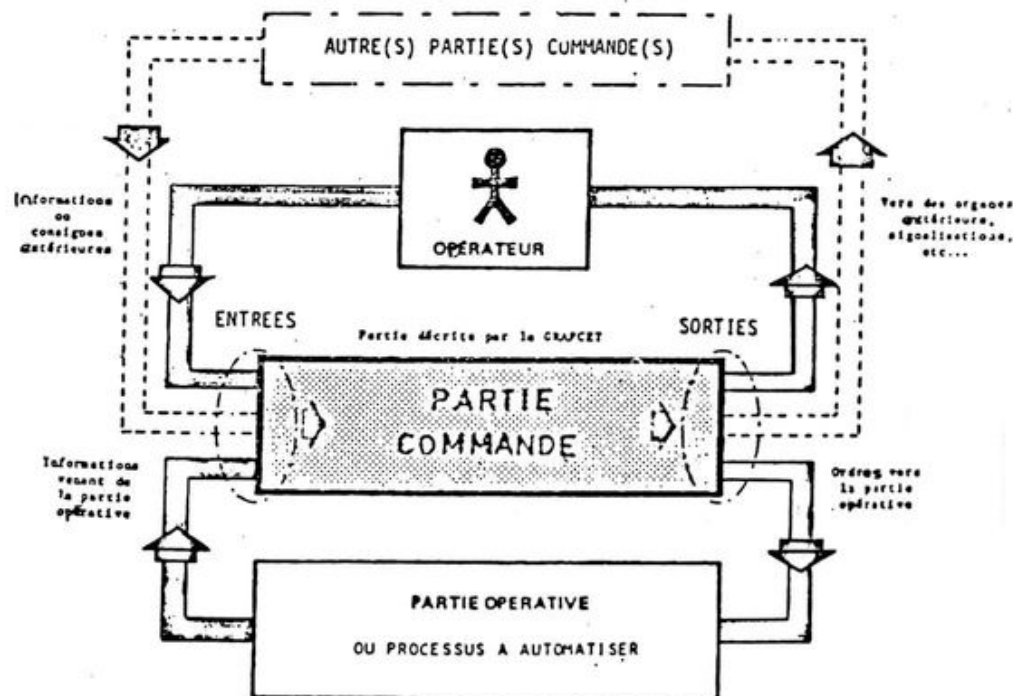 AUTRE(S) PARTIE(S) COMMANDE(S)
Informations
ou
consignes
extérieures
OPÉRATEUR
Vers des organes
extérieurs,
signalisations,
etc...
ENTREES
Partie décrite par le GRAFCET
SORTIES
PARTIE
COMMANDE
Informations
venant de
la partie
opérative
Ordres vers
la partie
opérative
PARTIE OPERATIVE
OU PROCESSUS A AUTOMATISER